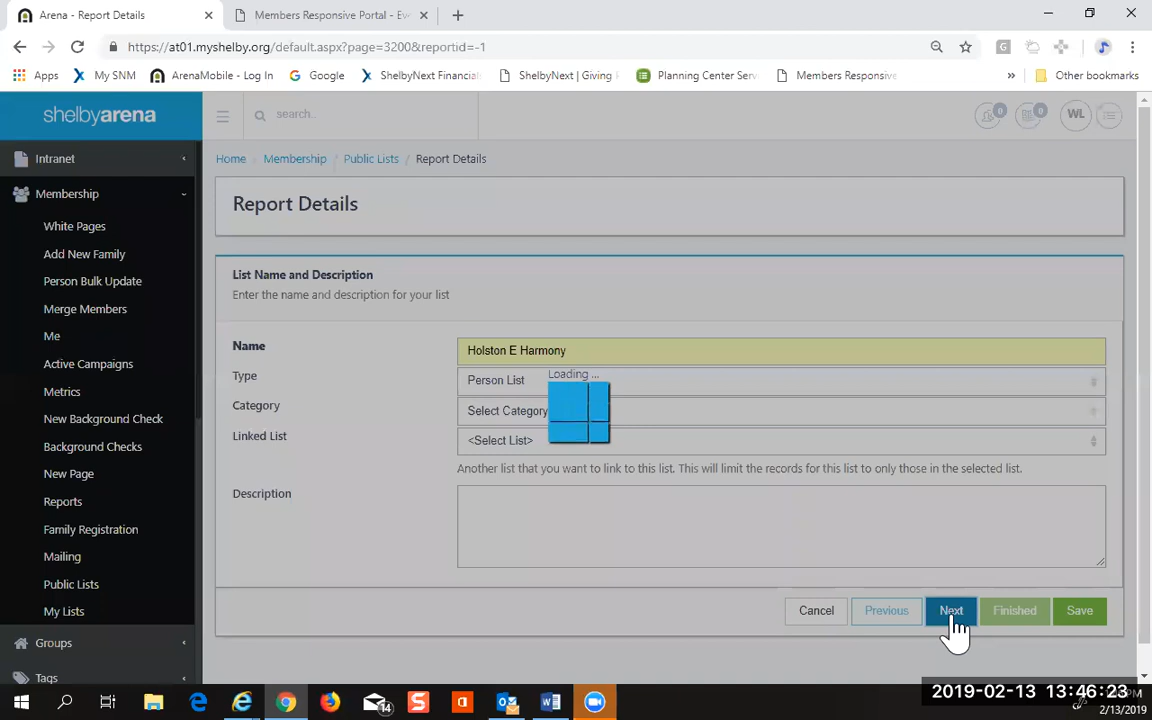 Arena - Report Details
Members Responsive Portal - Ev
https://at01.myshelby.org/default.aspx?page=3200&reportid=-1
Apps
My SNM
ArenaMobile - Log In
Google
ShelbyNext Financial
ShelbyNext | Giving
Planning Center Serv
Members Responsive
»
Other bookmarks
shelbyarena
search..
0
0
WL
Intranet
Membership
White Pages
Add New Family
Person Bulk Update
Merge Members
Me
Active Campaigns
Metrics
New Background Check
Background Checks
New Page
Reports
Family Registration
Mailing
Public Lists
My Lists
Groups
Tags
Home / Membership / Public Lists / Report Details
Report Details
List Name and Description
Enter the name and description for your list
Name
Holston E Harmony
Type
Person List
Loading ...
Category
Select Category
Linked List
<Select List>
Another list that you want to link to this list. This will limit the records for this list to only those in the selected list.
Description
Cancel
Previous
Next
Finished
Save
14
2019-02-13 13:46:23
2/13/2019